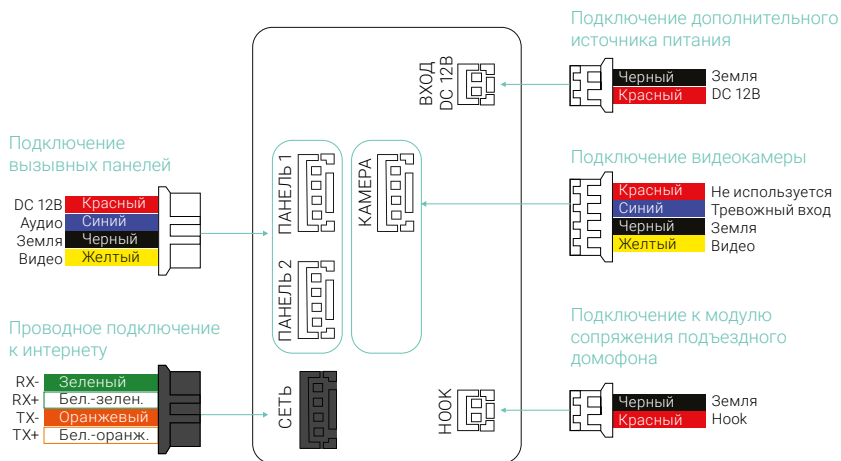 Подключение дополнительного
источника питания
ВХОД
DC 12В
Черный Земля
Красный DC 12В
Подключение
вызывных панелей
DC 12В Красный
Аудио Синий
Земля Черный
Видео Желтый
ПАНЕЛЬ 1
ПАНЕЛЬ 2
КАМЕРА
Подключение видеокамеры
Красный Не используется
Синий Тревожный вход
Черный Земля
Желтый Видео
Проводное подключение
к интернету
RX- Зеленый
RX+ Бел.-зелен.
TX- Оранжевый
TX+ Бел.-оранж.
СЕТЬ
HOOK
Подключение к модулю
сопряжения подъездного
домофона
Черный Земля
Красный Hook